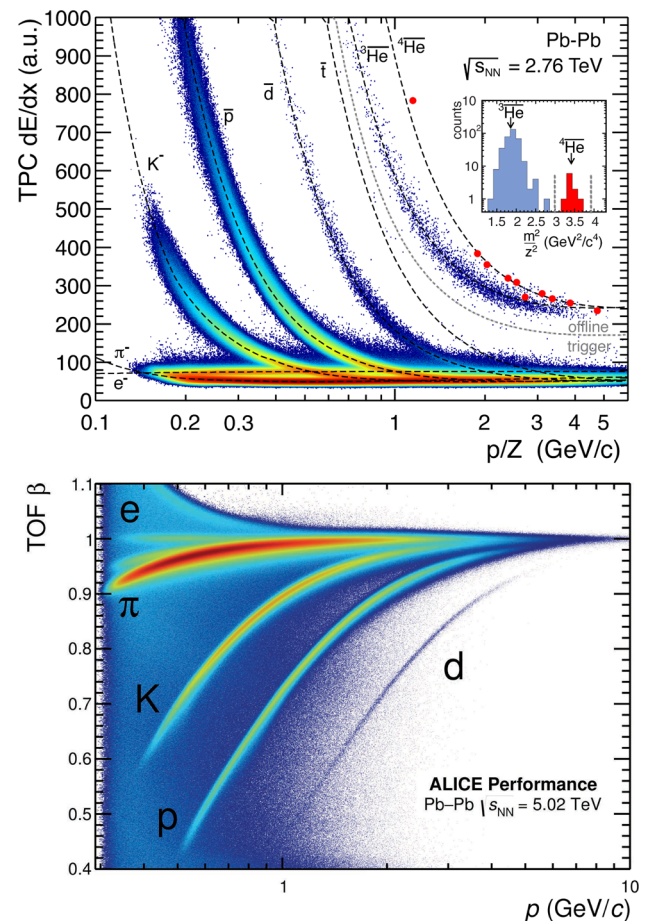 TPC dE/dx (a.u.)
1000
900
800
700
600
500
400
300
200
100
0
0.1
0.2
0.3
1
2
3
4
5
p/Z (GeV/c)
K⁻
p̅
d̅
t̅
³H̅e̅
⁴H̅e̅
π⁻
e⁻
Pb-Pb
√sNN = 2.76 TeV
counts
10²
10
1
³H̅e̅
⁴H̅e̅
1.5
2
2.5
3
3.5
4
m²/z² (GeV²/c⁴)
offline
trigger
TOF β
1.1
1
0.9
0.8
0.7
0.6
0.5
0.4
e
π
K
p
d
ALICE Performance
Pb–Pb √sNN = 5.02 TeV
1
10
p (GeV/c)